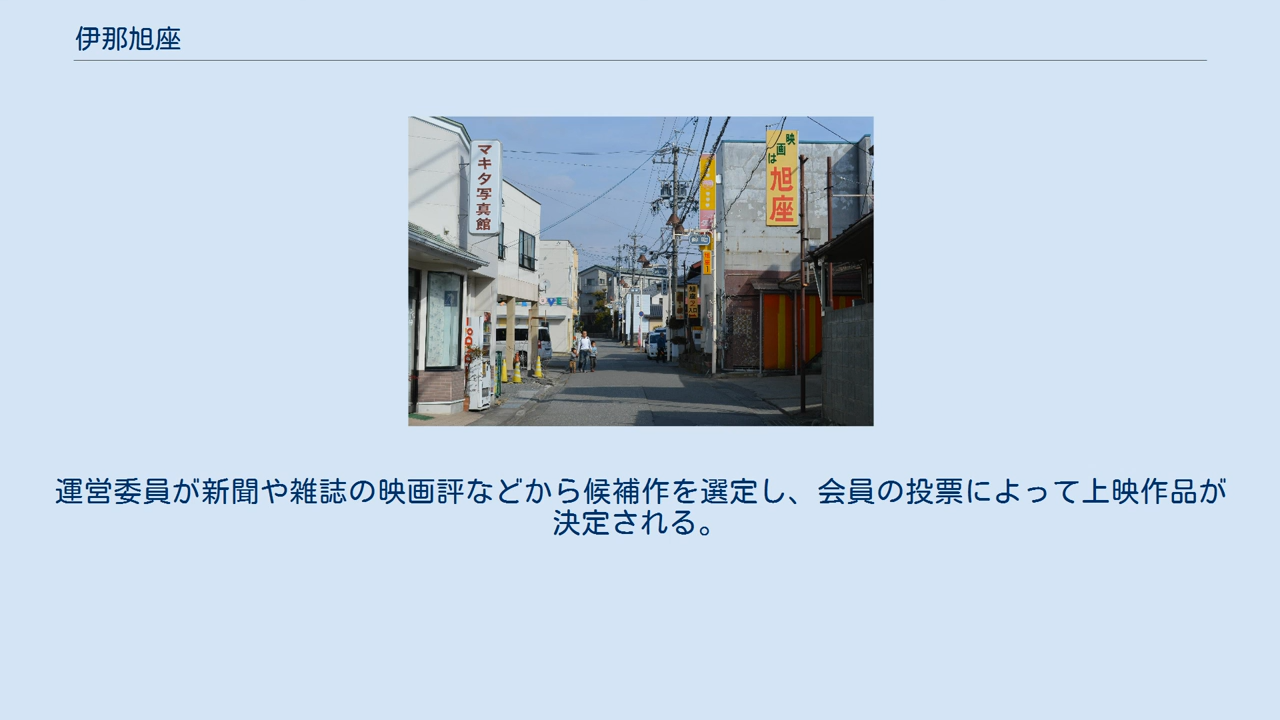 伊那旭座
マキタ写真館
映画は
旭座
運営委員が新聞や雑誌の映画評などから候補作を選定し、会員の投票によって上映作品が
決定される。